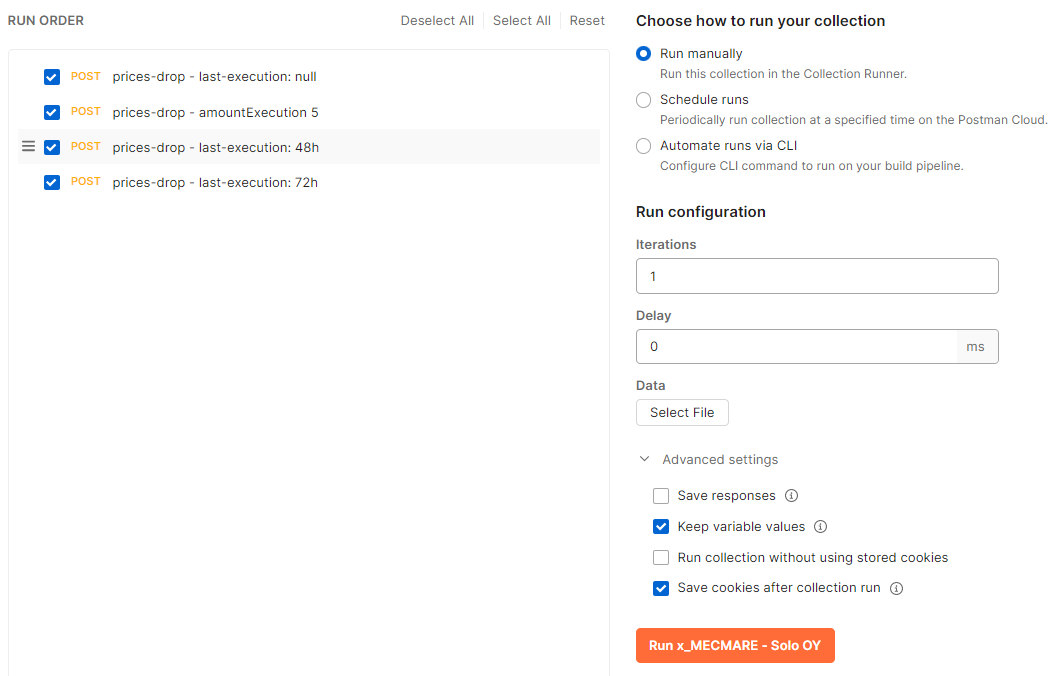 RUN ORDER
Deselect All
Select All
Reset
POST prices-drop - last-execution: null
POST prices-drop - amountExecution 5
POST prices-drop - last-execution: 48h
POST prices-drop - last-execution: 72h
Choose how to run your collection
Run manually
Run this collection in the Collection Runner.
Schedule runs
Periodically run collection at a specified time on the Postman Cloud.
Automate runs via CLI
Configure CLI command to run on your build pipeline.
Run configuration
Iterations
1
Delay
0 ms
Data
Select File
Advanced settings
Save responses
Keep variable values
Run collection without using stored cookies
Save cookies after collection run
Run x_MECMARE - Solo OY